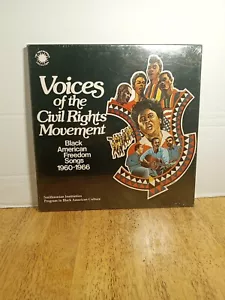 Voices
of the
Civil Rights
Movement
Black
American
Freedom
Songs
1960-1966
Smithsonian Institution
Program in Black American Culture